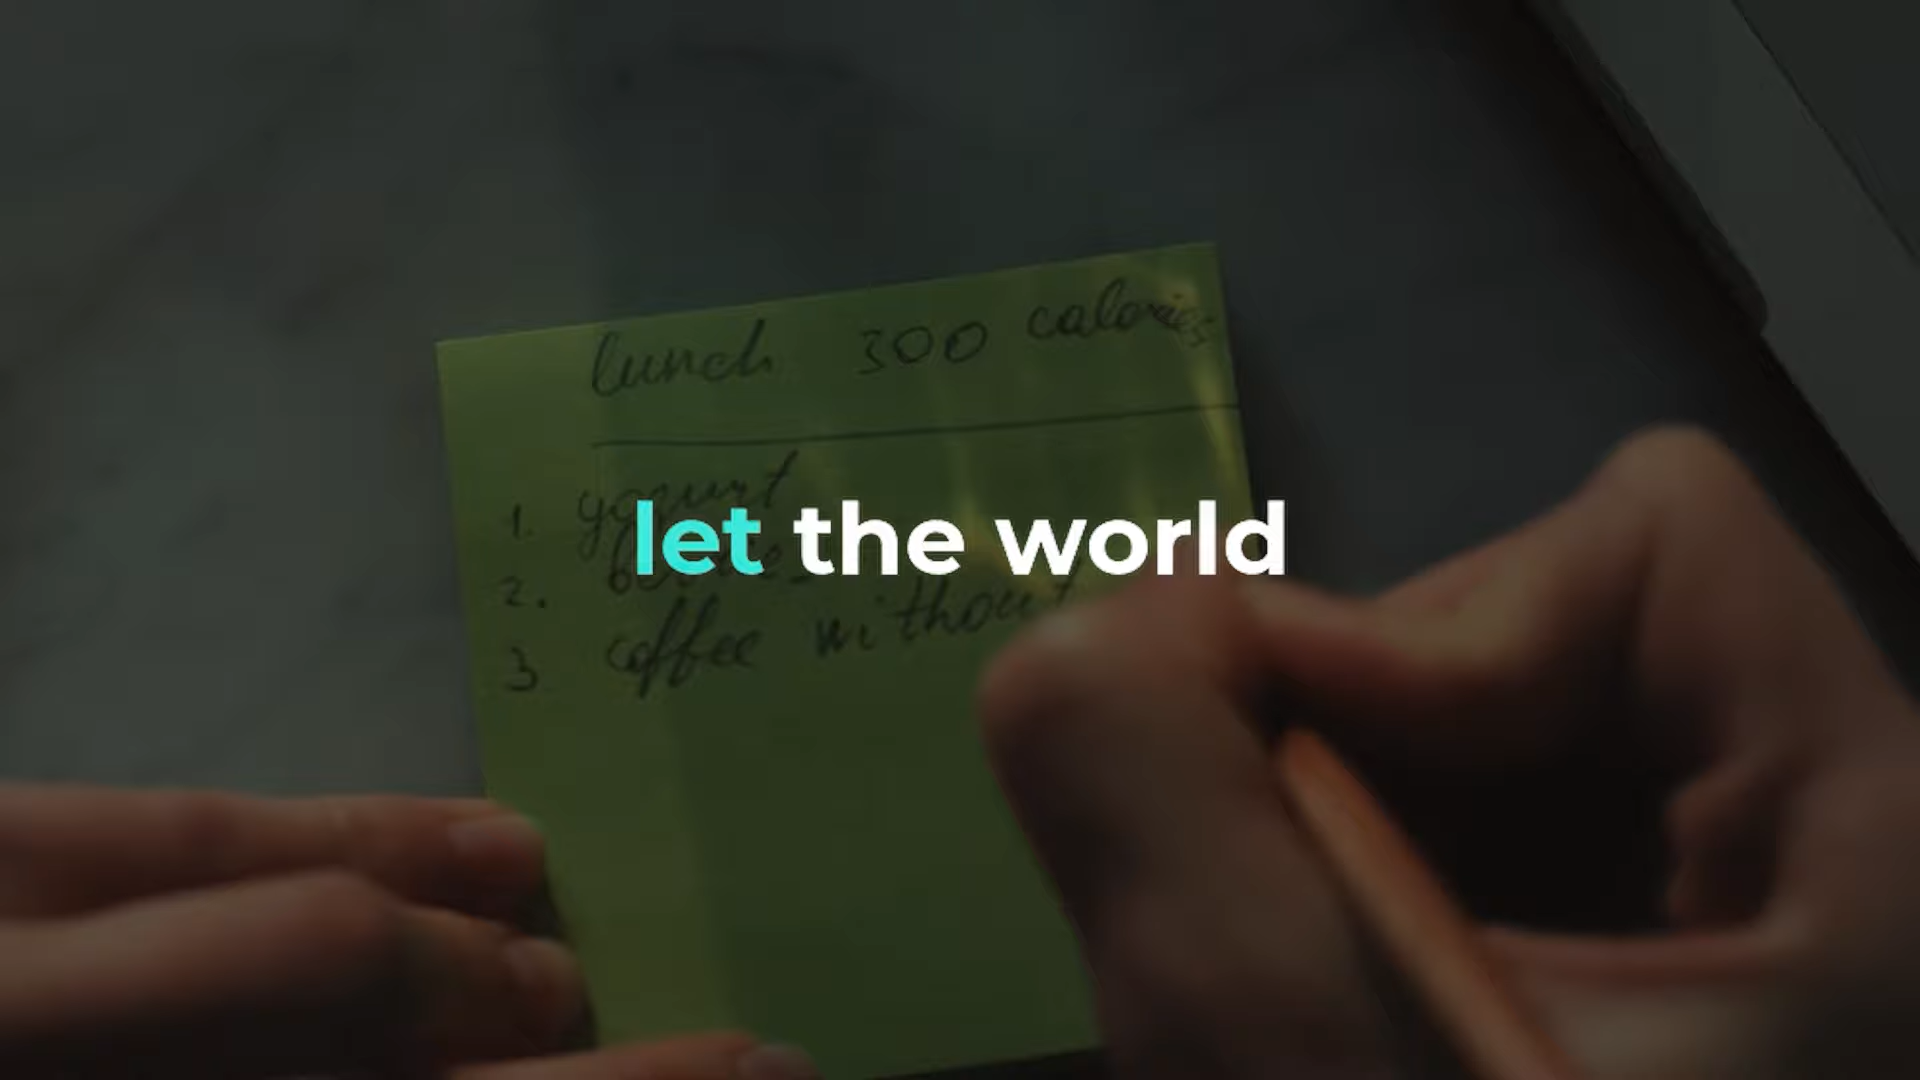 lunch 300 calories
1. yogurt
let the world
2.
3 coffee without